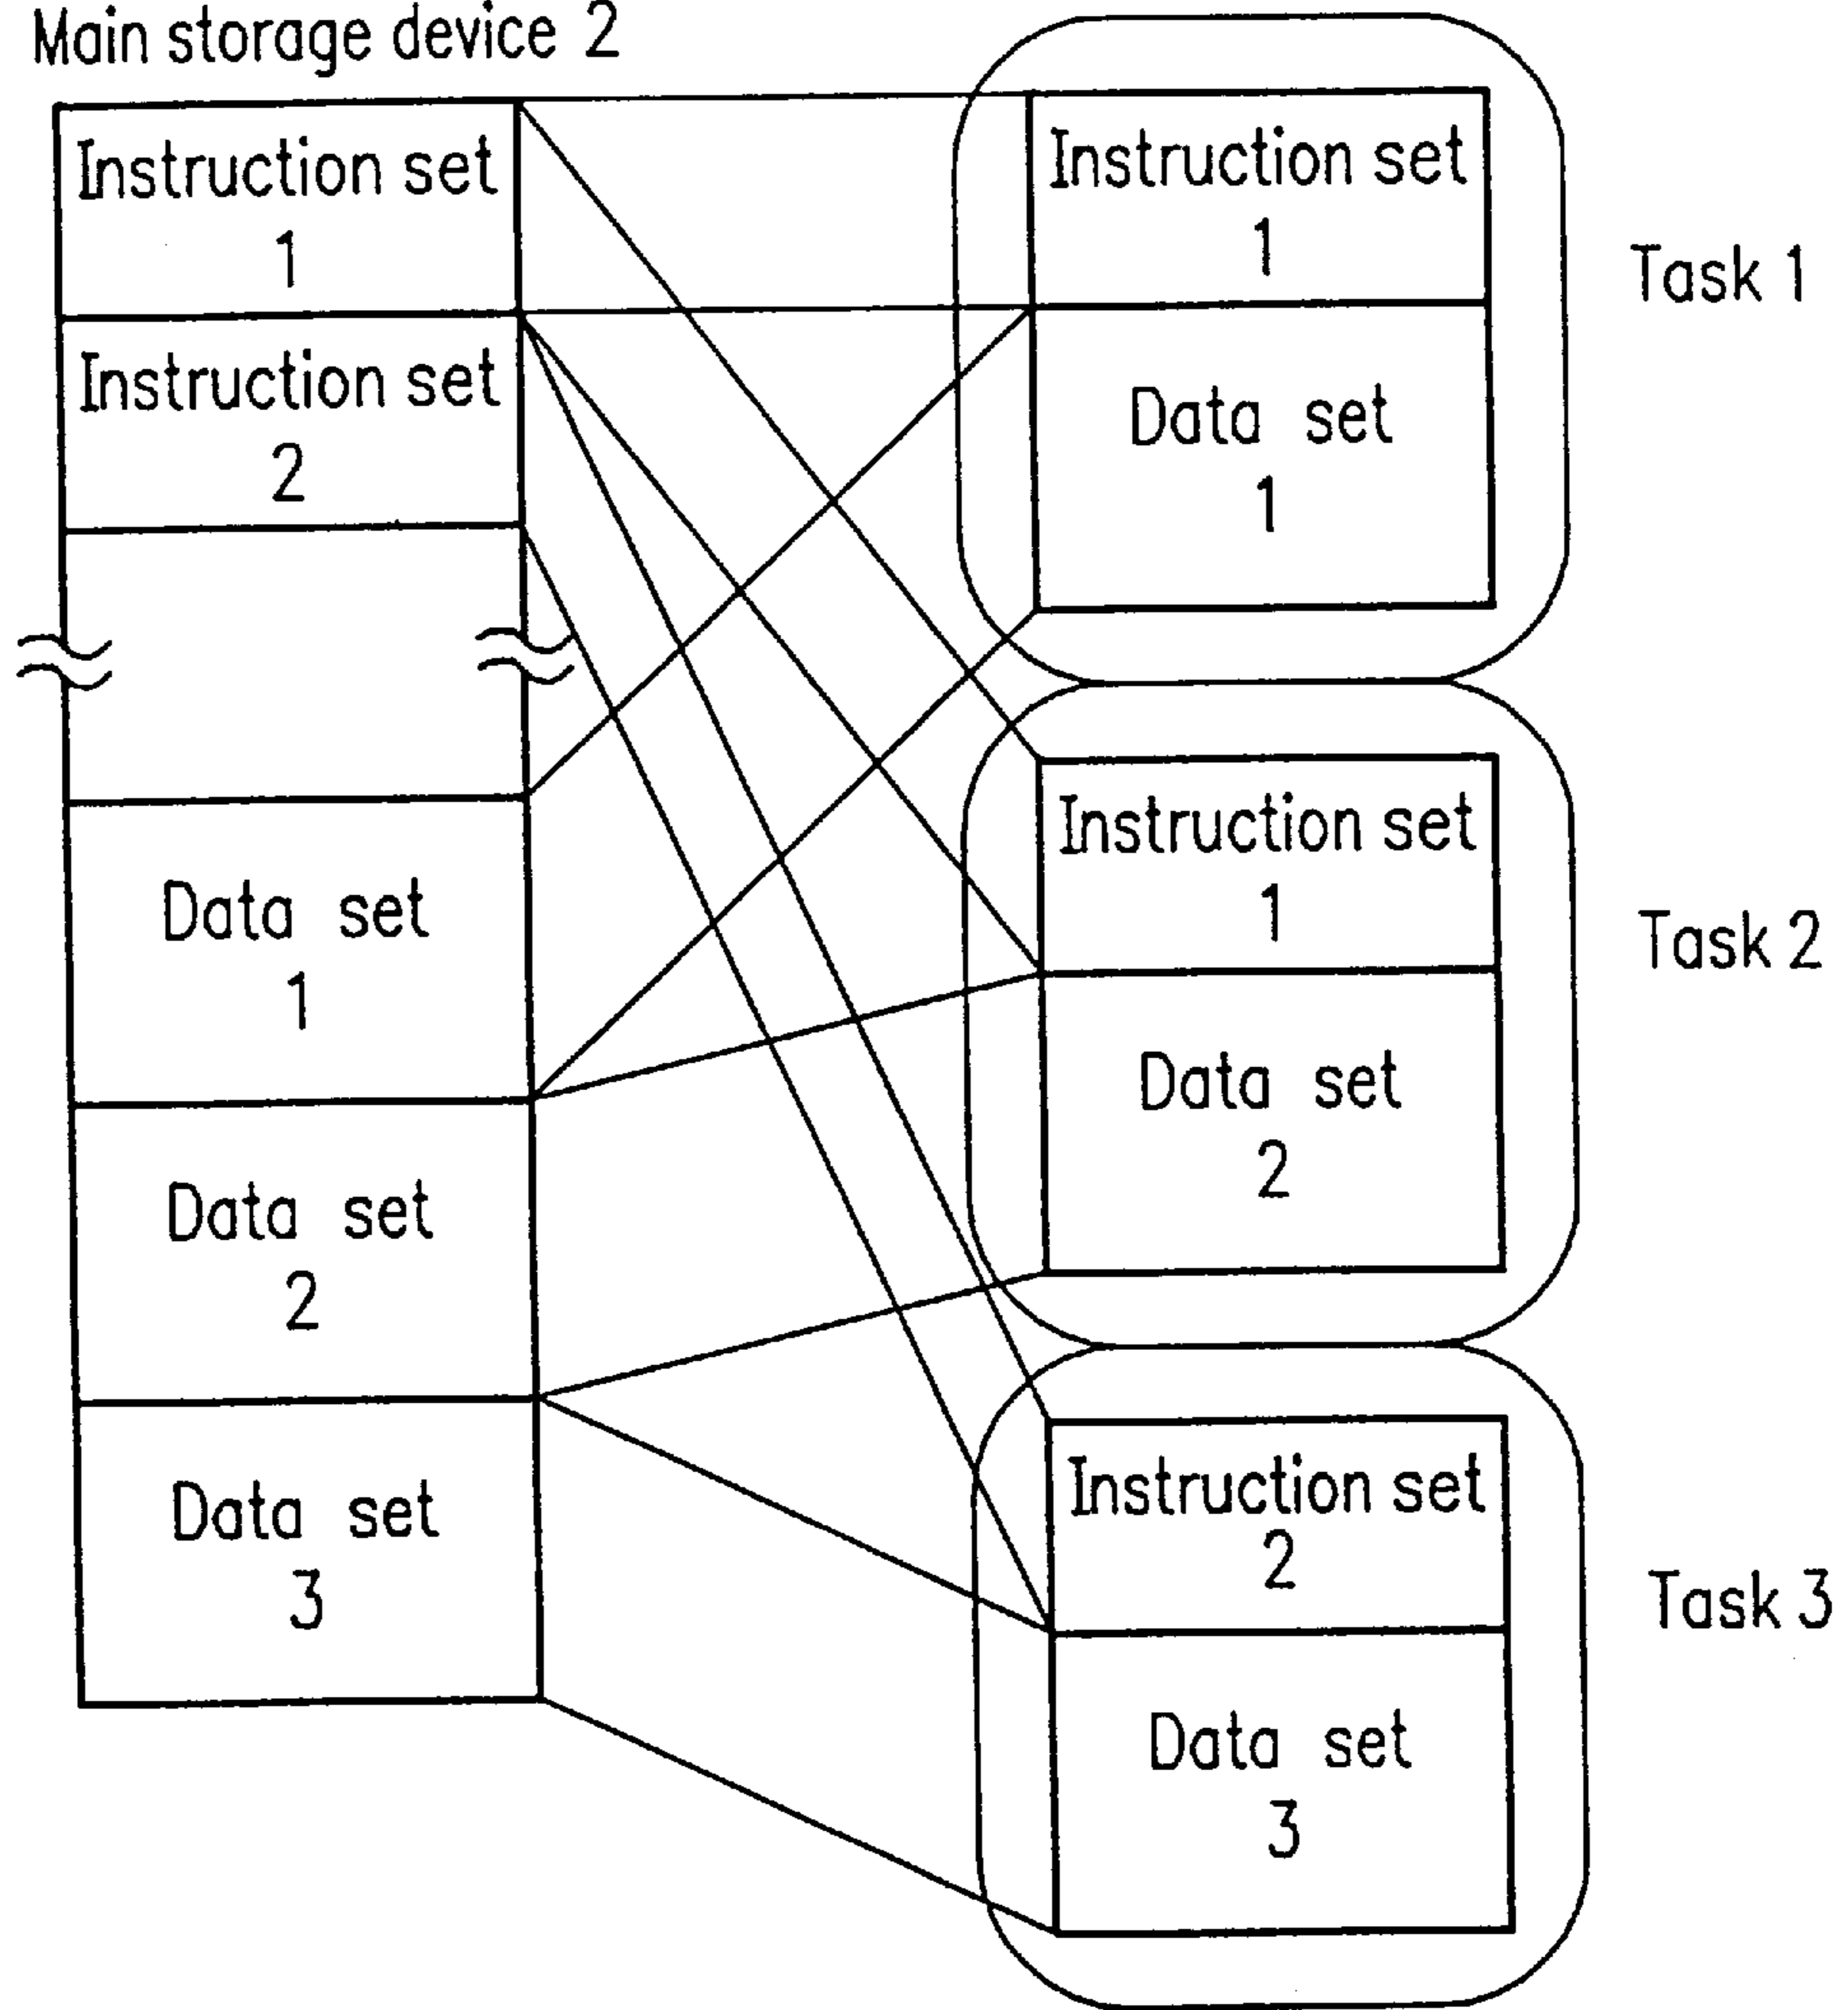 Main storage device 2
Instruction set
1
Instruction set
2
Data set
1
Data set
2
Data set
3
Instruction set
1
Data set
1
Task 1
Instruction set
1
Data set
2
Task 2
Instruction set
2
Data set
3
Task 3